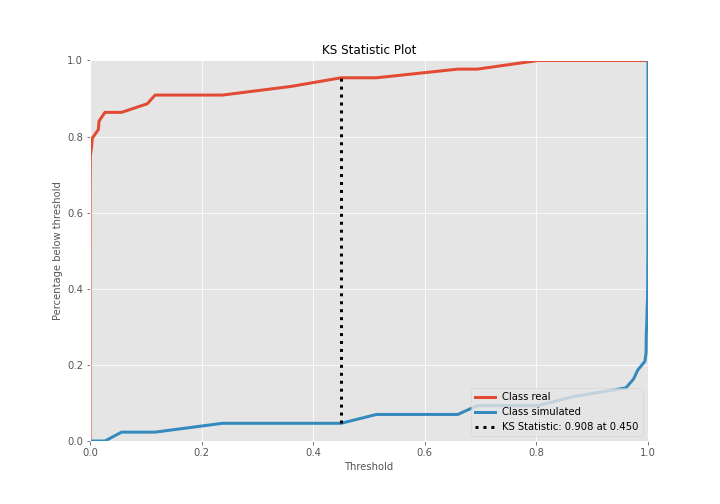 KS Statistic Plot
1.0
0.8
0.6
0.4
0.2
0.0
Percentage below threshold
0.0 0.2 0.4 0.6 0.8 1.0
Threshold
Class real
Class simulated
KS Statistic: 0.908 at 0.450